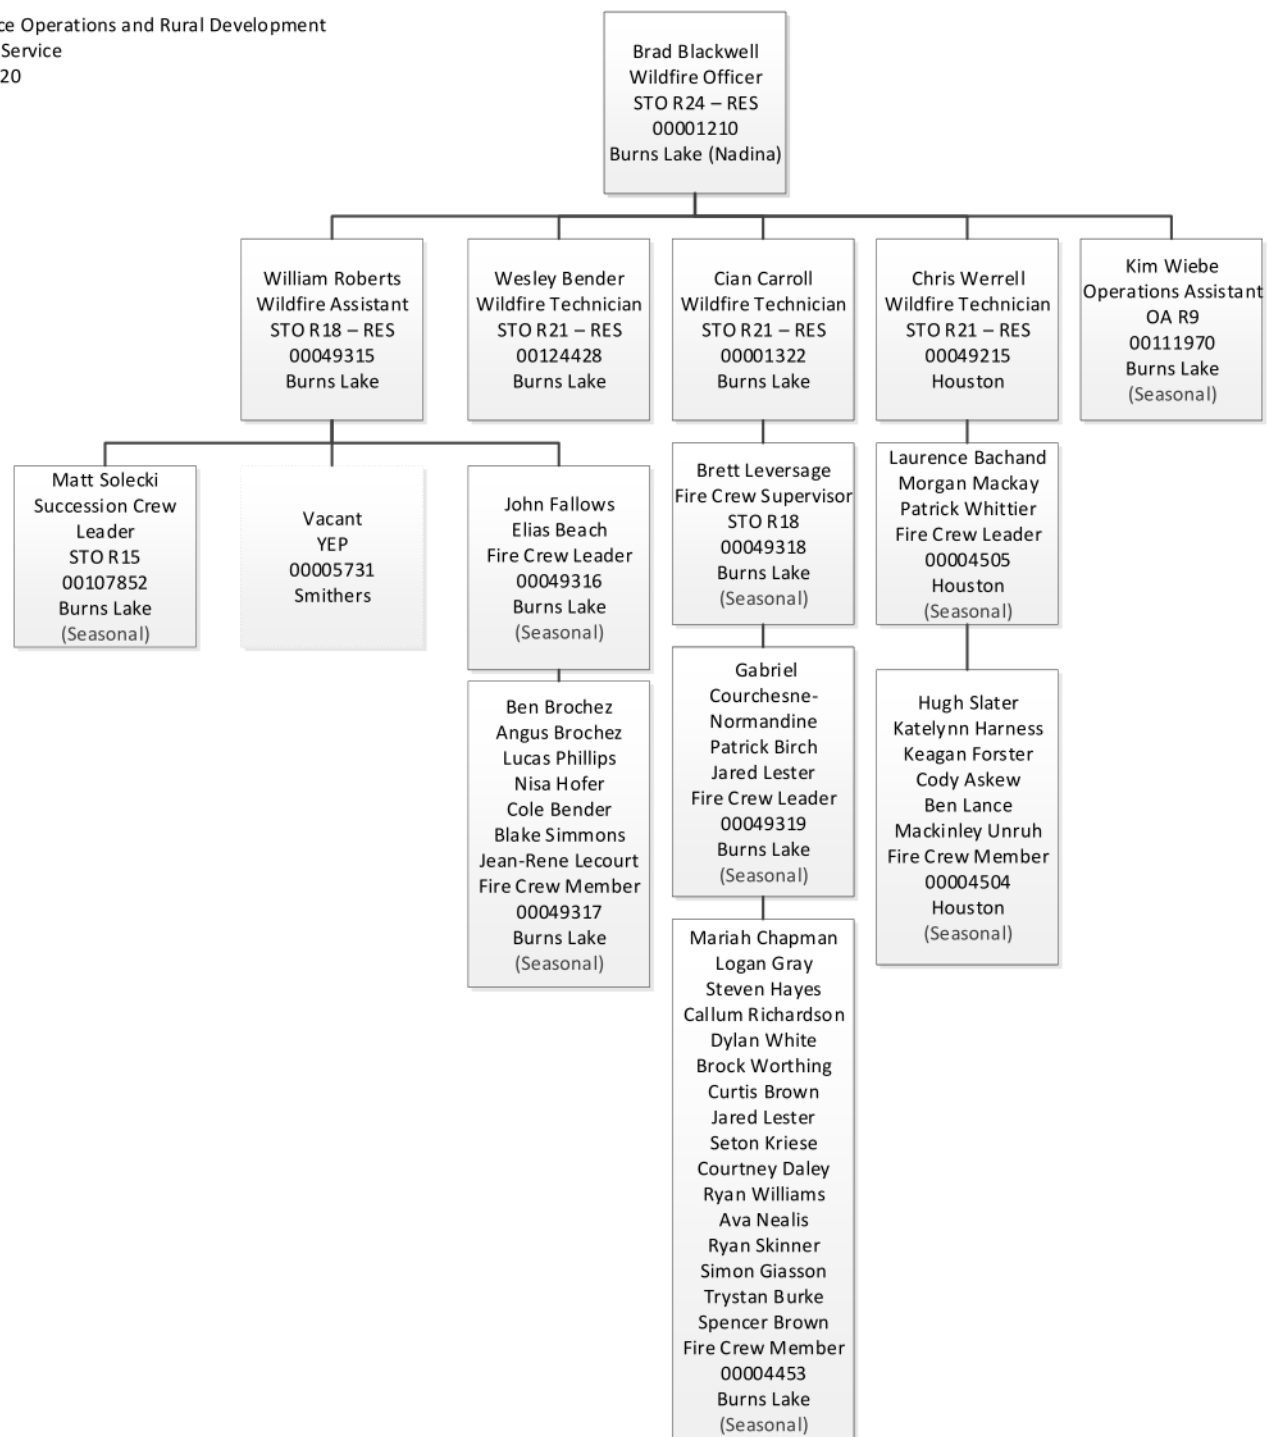 ce Operations and Rural Development
Service
20
Brad Blackwell
Wildfire Officer
STO R24 – RES
00001210
Burns Lake (Nadina)
William Roberts
Wildfire Assistant
STO R18 – RES
00049315
Burns Lake
Wesley Bender
Wildfire Technician
STO R21 – RES
00124428
Burns Lake
Cian Carroll
Wildfire Technician
STO R21 – RES
00001322
Burns Lake
Chris Werrell
Wildfire Technician
STO R21 – RES
00049215
Houston
Kim Wiebe
Operations Assistant
OA R9
00111970
Burns Lake
(Seasonal)
Matt Solecki
Succession Crew
Leader
STO R15
00107852
Burns Lake
(Seasonal)
Vacant
YEP
00005731
Smithers
John Fallows
Elias Beach
Fire Crew Leader
00049316
Burns Lake
(Seasonal)
Brett Leversage
Fire Crew Supervisor
STO R18
00049318
Burns Lake
(Seasonal)
Laurence Bachand
Morgan Mackay
Patrick Whittier
Fire Crew Leader
00004505
Houston
(Seasonal)
Ben Brochez
Angus Brochez
Lucas Phillips
Nisa Hofer
Cole Bender
Blake Simmons
Jean-Rene Lecourt
Fire Crew Member
00049317
Burns Lake
(Seasonal)
Gabriel
Courchesne-
Normandine
Patrick Birch
Jared Lester
Fire Crew Leader
00049319
Burns Lake
(Seasonal)
Hugh Slater
Katelynn Harness
Keagan Forster
Cody Askew
Ben Lance
Mackinley Unruh
Fire Crew Member
00004504
Houston
(Seasonal)
Mariah Chapman
Logan Gray
Steven Hayes
Callum Richardson
Dylan White
Brock Worthing
Curtis Brown
Jared Lester
Seton Kriese
Courtney Daley
Ryan Williams
Ava Nealis
Ryan Skinner
Simon Giasson
Trystan Burke
Spencer Brown
Fire Crew Member
00004453
Burns Lake
(Seasonal)